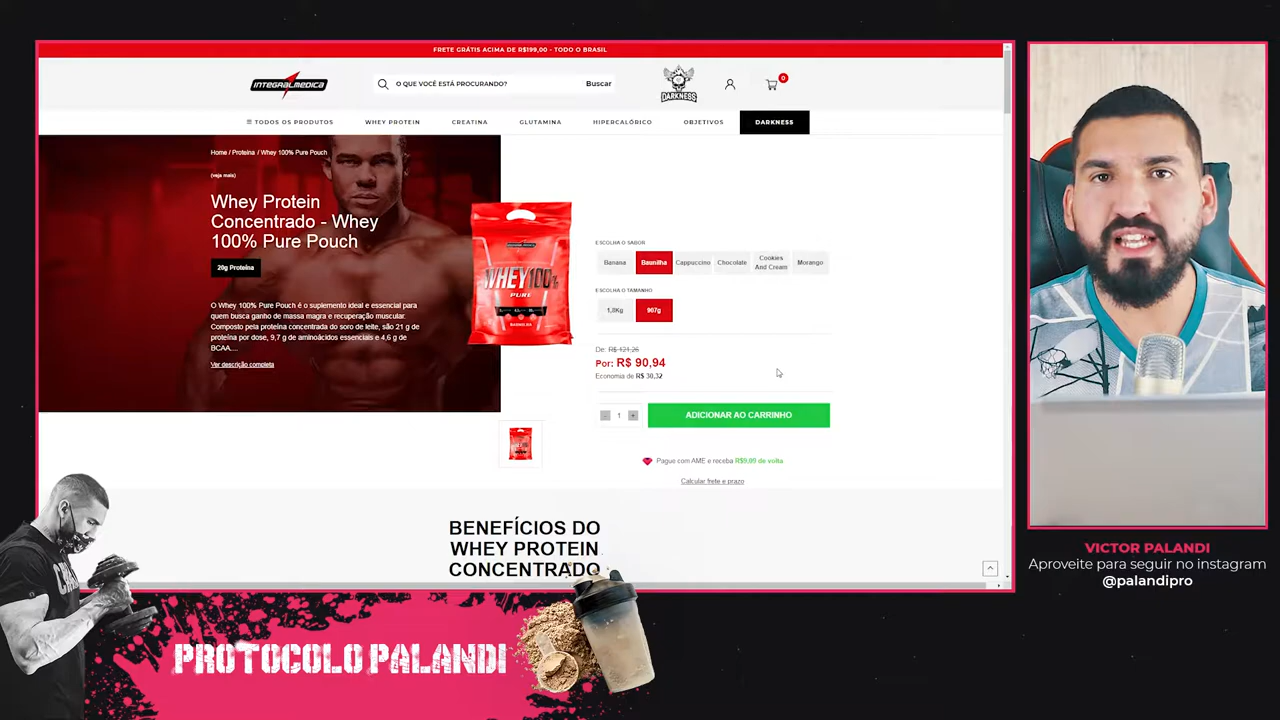 FRETE GRÁTIS ACIMA DE R$199,00 - TODO O BRASIL
INTEGRALMEDICA
O QUE VOCÊ ESTÁ PROCURANDO?
Buscar
DARKNESS
0
TODOS OS PRODUTOS
WHEY PROTEIN
CREATINA
GLUTAMINA
HIPERCALÓRICO
OBJETIVOS
DARKNESS
Home / Proteína / Whey 100% Pure Pouch
(veja mais)
Whey Protein
Concentrado - Whey
100% Pure Pouch
20g Proteína
O Whey 100% Pure Pouch é o suplemento ideal e essencial para
quem busca ganho de massa magra e recuperação muscular.
Composto pela proteína concentrada do soro de leite, são 21 g de
proteína por dose, 9,7 g de aminoácidos essenciais e 4,6 g de
BCAA....
Ver descrição completa
WHEY 100%
PURE
BAUNILHA
ESCOLHA O SABOR
Banana
Baunilha
Cappuccino
Chocolate
Cookies
And Cream
Morango
ESCOLHA O TAMANHO
1,8Kg
907g
De: R$ 121,26
Por: R$ 90,94
Economia de R$ 30,32
- 1 +
ADICIONAR AO CARRINHO
Pague com AME e receba R$9,09 de volta
Calcular frete e prazo
BENEFÍCIOS DO
WHEY PROTEIN
CONCENTRADO
VICTOR PALANDI
Aproveite para seguir no instagram
@palandipro
PROTOCOLO PALANDI